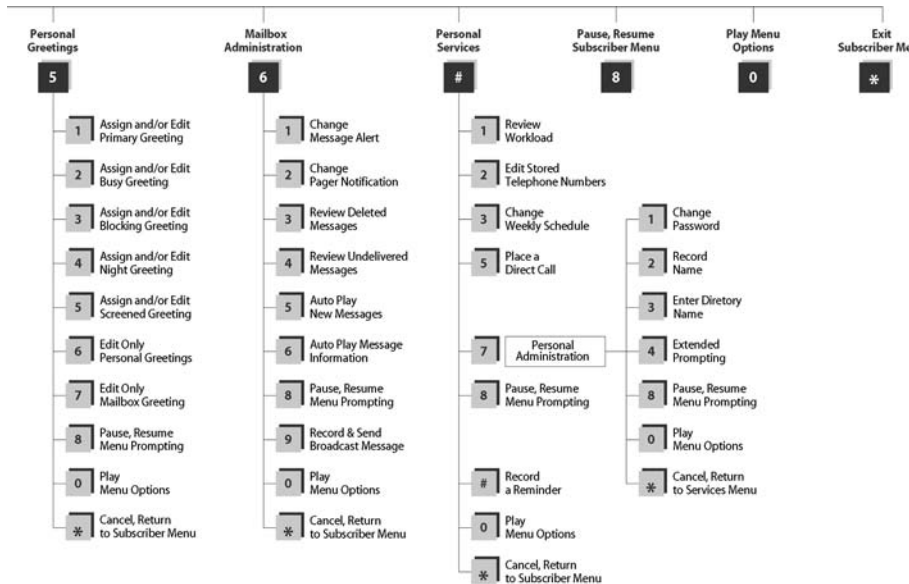 Personal
Greetings
5
1
Assign and/or Edit
Primary Greeting
2
Assign and/or Edit
Busy Greeting
3
Assign and/or Edit
Blocking Greeting
4
Assign and/or Edit
Night Greeting
5
Assign and/or Edit
Screened Greeting
6
Edit Only
Personal Greetings
7
Edit Only
Mailbox Greeting
8
Pause, Resume
Menu Prompting
0
Play
Menu Options
*
Cancel, Return
to Subscriber Menu
Mailbox
Administration
6
1
Change
Message Alert
2
Change
Pager Notification
3
Review Deleted
Messages
4
Review Undelivered
Messages
5
Auto Play
New Messages
6
Auto Play Message
Information
8
Pause, Resume
Menu Prompting
9
Record & Send
Broadcast Message
0
Play
Menu Options
*
Cancel, Return
to Subscriber Menu
Personal
Services
#
1
Review
Workload
2
Edit Stored
Telephone Numbers
3
Change
Weekly Schedule
5
Place a
Direct Call
7
Personal
Administration
8
Pause, Resume
Menu Prompting
#
Record
a Reminder
0
Play
Menu Options
*
Cancel, Return
to Subscriber Menu
1
Change
Password
2
Record
Name
3
Enter Diretory
Name
4
Extended
Prompting
8
Pause, Resume
Menu Prompting
0
Play
Menu Options
*
Cancel, Return
to Services Menu
Pause, Resume
Subscriber Menu
8
Play Menu
Options
0
Exit
Subscriber Me
*